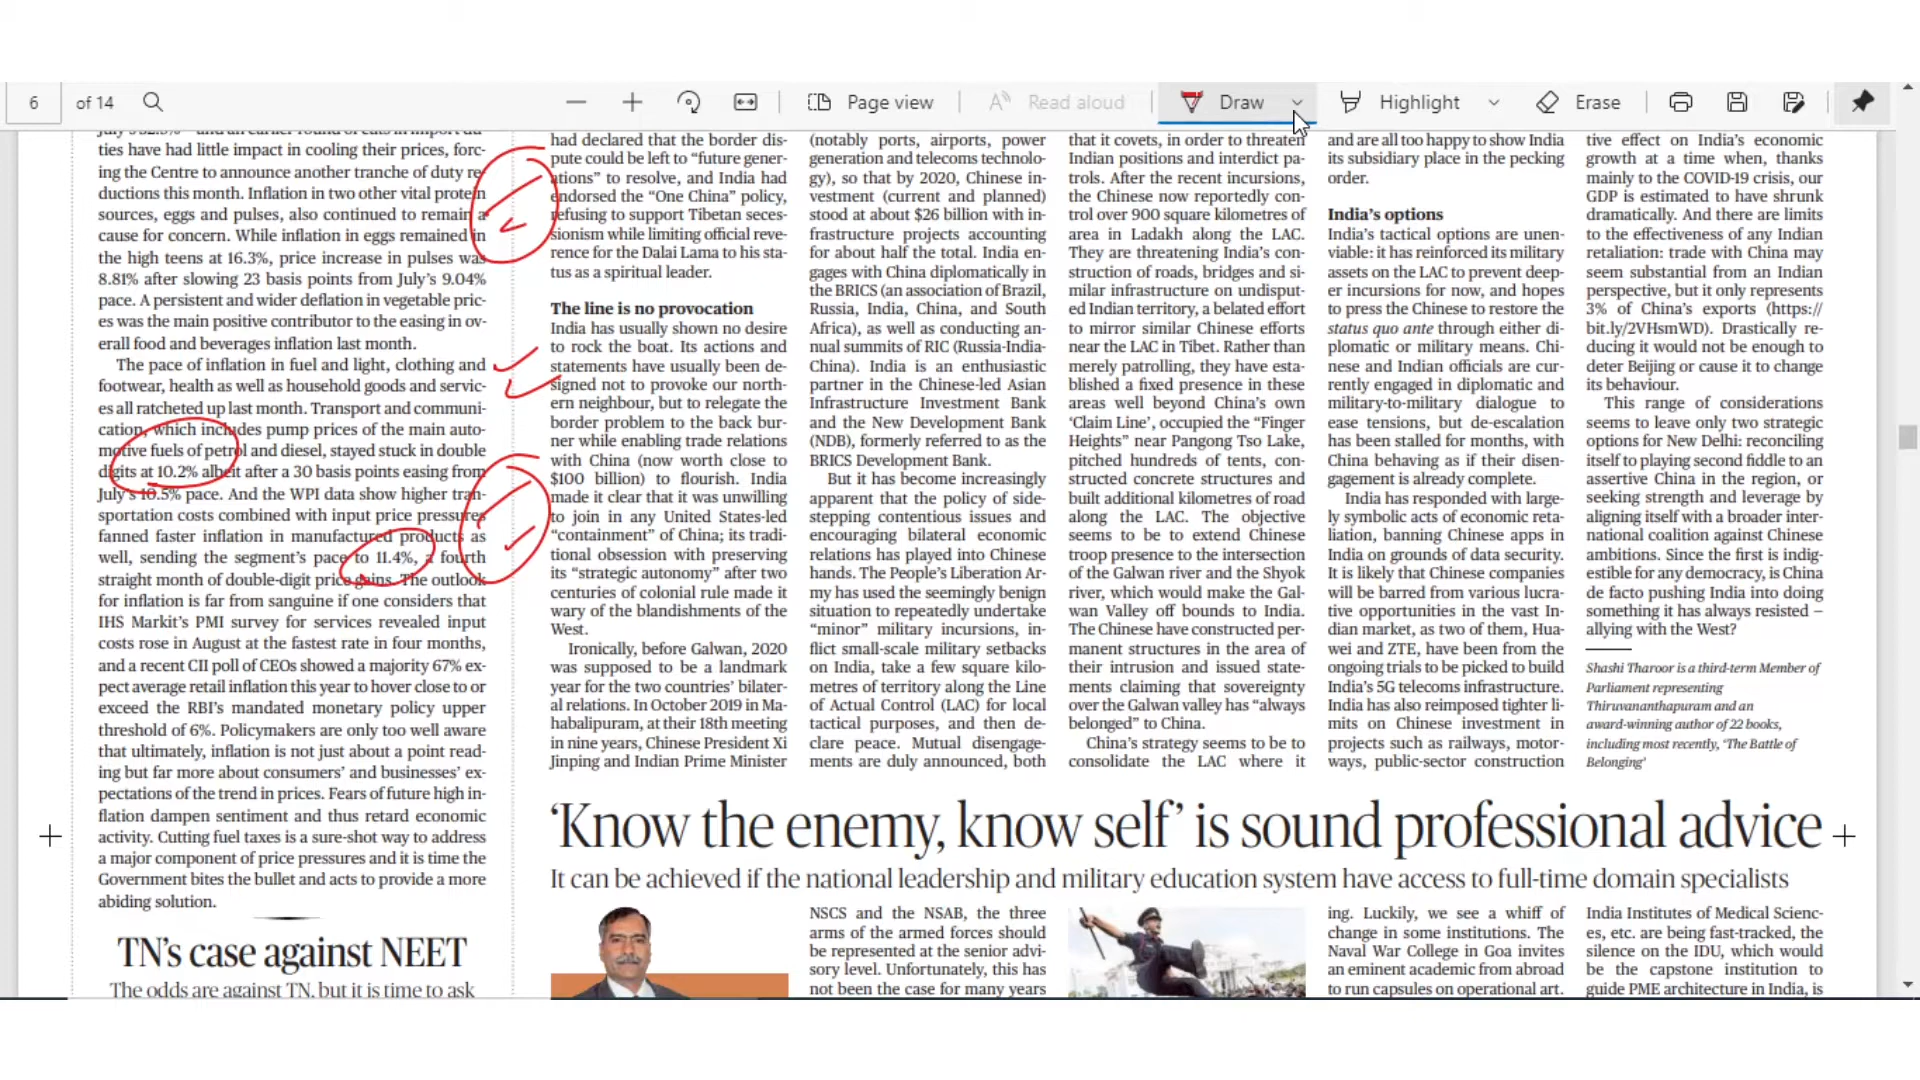 6 of 14 Page view Read aloud Draw Highlight Erase
ties have had little impact in cooling their prices, forc-
ing the Centre to announce another tranche of duty re-
ductions this month. Inflation in two other vital protein
sources, eggs and pulses, also continued to remain a
cause for concern. While inflation in eggs remained in
the high teens at 16.3%, price increase in pulses was
8.81% after slowing 23 basis points from July's 9.04%
pace. A persistent and wider deflation in vegetable pric-
es was the main positive contributor to the easing in ov-
erall food and beverages inflation last month.
The pace of inflation in fuel and light, clothing and
footwear, health as well as household goods and servic-
es all ratcheted up last month. Transport and communi-
cation, which includes pump prices of the main auto-
motive fuels of petrol and diesel, stayed stuck in double
digits at 10.2% albeit after a 30 basis points easing from
July's 10.5% pace. And the WPI data show higher tran-
sportation costs combined with input price pressures
fanned faster inflation in manufactured products as
well, sending the segment's pace to 11.4%, a fourth
straight month of double-digit price gains. The outlook
for inflation is far from sanguine if one considers that
IHS Markit's PMI survey for services revealed input
costs rose in August at the fastest rate in four months,
and a recent CII poll of CEOs showed a majority 67% ex-
pect average retail inflation this year to hover close to or
exceed the RBI's mandated monetary policy upper
threshold of 6%. Policymakers are only too well aware
that ultimately, inflation is not just about a point read-
ing but far more about consumers' and businesses' ex-
pectations of the trend in prices. Fears of future high in-
flation dampen sentiment and thus retard economic
activity. Cutting fuel taxes is a sure-shot way to address
a major component of price pressures and it is time the
Government bites the bullet and acts to provide a more
abiding solution.
TN's case against NEET
The odds are against TN, but it is time to ask
had declared that the border dis-
pute could be left to “future gener-
ations” to resolve, and India had
endorsed the “One China” policy,
refusing to support Tibetan seces-
sionism while limiting official reve-
rence for the Dalai Lama to his sta-
tus as a spiritual leader.
The line is no provocation
India has usually shown no desire
to rock the boat. Its actions and
statements have usually been de-
signed not to provoke our north-
ern neighbour, but to relegate the
border problem to the back bur-
ner while enabling trade relations
with China (now worth close to
$100 billion) to flourish. India
made it clear that it was unwilling
to join in any United States-led
“containment” of China; its tradi-
tional obsession with preserving
its “strategic autonomy” after two
centuries of colonial rule made it
wary of the blandishments of the
West.
Ironically, before Galwan, 2020
was supposed to be a landmark
year for the two countries' bilater-
al relations. In October 2019 in Ma-
habalipuram, at their 18th meeting
in nine years, Chinese President Xi
Jinping and Indian Prime Minister
(notably ports, airports, power
generation and telecoms technolo-
gy), so that by 2020, Chinese in-
vestment (current and planned)
stood at about $26 billion with in-
frastructure projects accounting
for about half the total. India en-
gages with China diplomatically in
the BRICS (an association of Brazil,
Russia, India, China, and South
Africa), as well as conducting an-
nual summits of RIC (Russia-India-
China). India is an enthusiastic
partner in the Chinese-led Asian
Infrastructure Investment Bank
and the New Development Bank
(NDB), formerly referred to as the
BRICS Development Bank.
But it has become increasingly
apparent that the policy of side-
stepping contentious issues and
encouraging bilateral economic
relations has played into Chinese
hands. The People's Liberation Ar-
my has used the seemingly benign
situation to repeatedly undertake
“minor” military incursions, in-
flict small-scale military setbacks
on India, take a few square kilo-
metres of territory along the Line
of Actual Control (LAC) for local
tactical purposes, and then de-
clare peace. Mutual disengage-
ments are duly announced, both
that it covets, in order to threaten
Indian positions and interdict pa-
trols. After the recent incursions,
the Chinese now reportedly con-
trol over 900 square kilometres of
area in Ladakh along the LAC.
They are threatening India's con-
struction of roads, bridges and si-
milar infrastructure on undisput-
ed Indian territory, a belated effort
to mirror similar Chinese efforts
near the LAC in Tibet. Rather than
merely patrolling, they have esta-
blished a fixed presence in these
areas well beyond China's own
‘Claim Line’, occupied the “Finger
Heights” near Pangong Tso Lake,
pitched hundreds of tents, con-
structed concrete structures and
built additional kilometres of road
along the LAC. The objective
seems to be to extend Chinese
troop presence to the intersection
of the Galwan river and the Shyok
river, which would make the Gal-
wan Valley off bounds to India.
The Chinese have constructed per-
manent structures in the area of
their intrusion and issued state-
ments claiming that sovereignty
over the Galwan valley has “always
belonged” to China.
China's strategy seems to be to
consolidate the LAC where it
and are all too happy to show India
its subsidiary place in the pecking
order.
India's options
India's tactical options are unen-
viable: it has reinforced its military
assets on the LAC to prevent deep-
er incursions for now, and hopes
to press the Chinese to restore the
status quo ante through either di-
plomatic or military means. Chi-
nese and Indian officials are cur-
rently engaged in diplomatic and
military-to-military dialogue to
ease tensions, but de-escalation
has been stalled for months, with
China behaving as if their disen-
gagement is already complete.
India has responded with large-
ly symbolic acts of economic reta-
liation, banning Chinese apps in
India on grounds of data security.
It is likely that Chinese companies
will be barred from various lucra-
tive opportunities in the vast In-
dian market, as two of them, Hua-
wei and ZTE, have been from the
ongoing trials to be picked to build
India's 5G telecoms infrastructure.
India has also reimposed tighter li-
mits on Chinese investment in
projects such as railways, motor-
ways, public-sector construction
tive effect on India's economic
growth at a time when, thanks
mainly to the COVID-19 crisis, our
GDP is estimated to have shrunk
dramatically. And there are limits
to the effectiveness of any Indian
retaliation: trade with China may
seem substantial from an Indian
perspective, but it only represents
3% of China's exports (https://
bit.ly/2VHsmWD). Drastically re-
ducing it would not be enough to
deter Beijing or cause it to change
its behaviour.
This range of considerations
seems to leave only two strategic
options for New Delhi: reconciling
itself to playing second fiddle to an
assertive China in the region, or
seeking strength and leverage by
aligning itself with a broader inter-
national coalition against Chinese
ambitions. Since the first is indig-
estible for any democracy, is China
de facto pushing India into doing
something it has always resisted –
allying with the West?
Shashi Tharoor is a third-term Member of
Parliament representing
Thiruvananthapuram and an
award-winning author of 22 books,
including most recently, ‘The Battle of
Belonging’
‘Know the enemy, know self’ is sound professional advice
It can be achieved if the national leadership and military education system have access to full-time domain specialists
NSCS and the NSAB, the three
arms of the armed forces should
be represented at the senior advi-
sory level. Unfortunately, this has
not been the case for many years
ing. Luckily, we see a whiff of
change in some institutions. The
Naval War College in Goa invites
an eminent academic from abroad
to run capsules on operational art.
India Institutes of Medical Scienc-
es, etc. are being fast-tracked, the
silence on the IDU, which would
be the capstone institution to
guide PME architecture in India, is